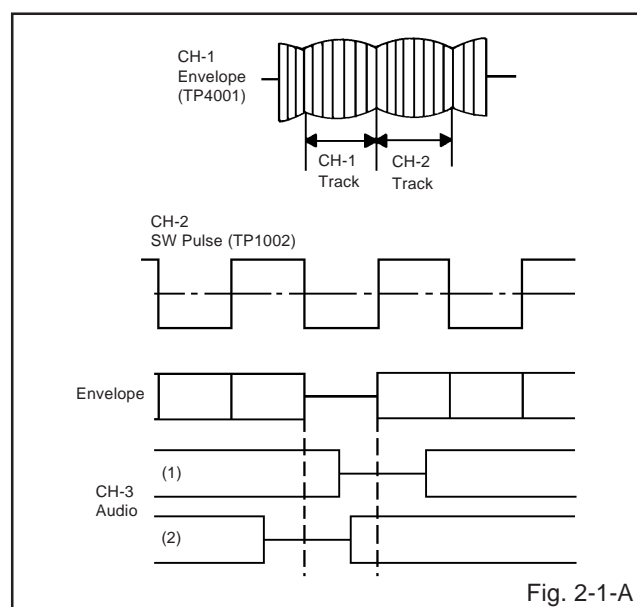 CH-1
Envelope
(TP4001)
CH-1
Track
CH-2
Track
CH-2
SW Pulse (TP1002)
Envelope
(1)
CH-3
Audio
(2)
Fig. 2-1-A